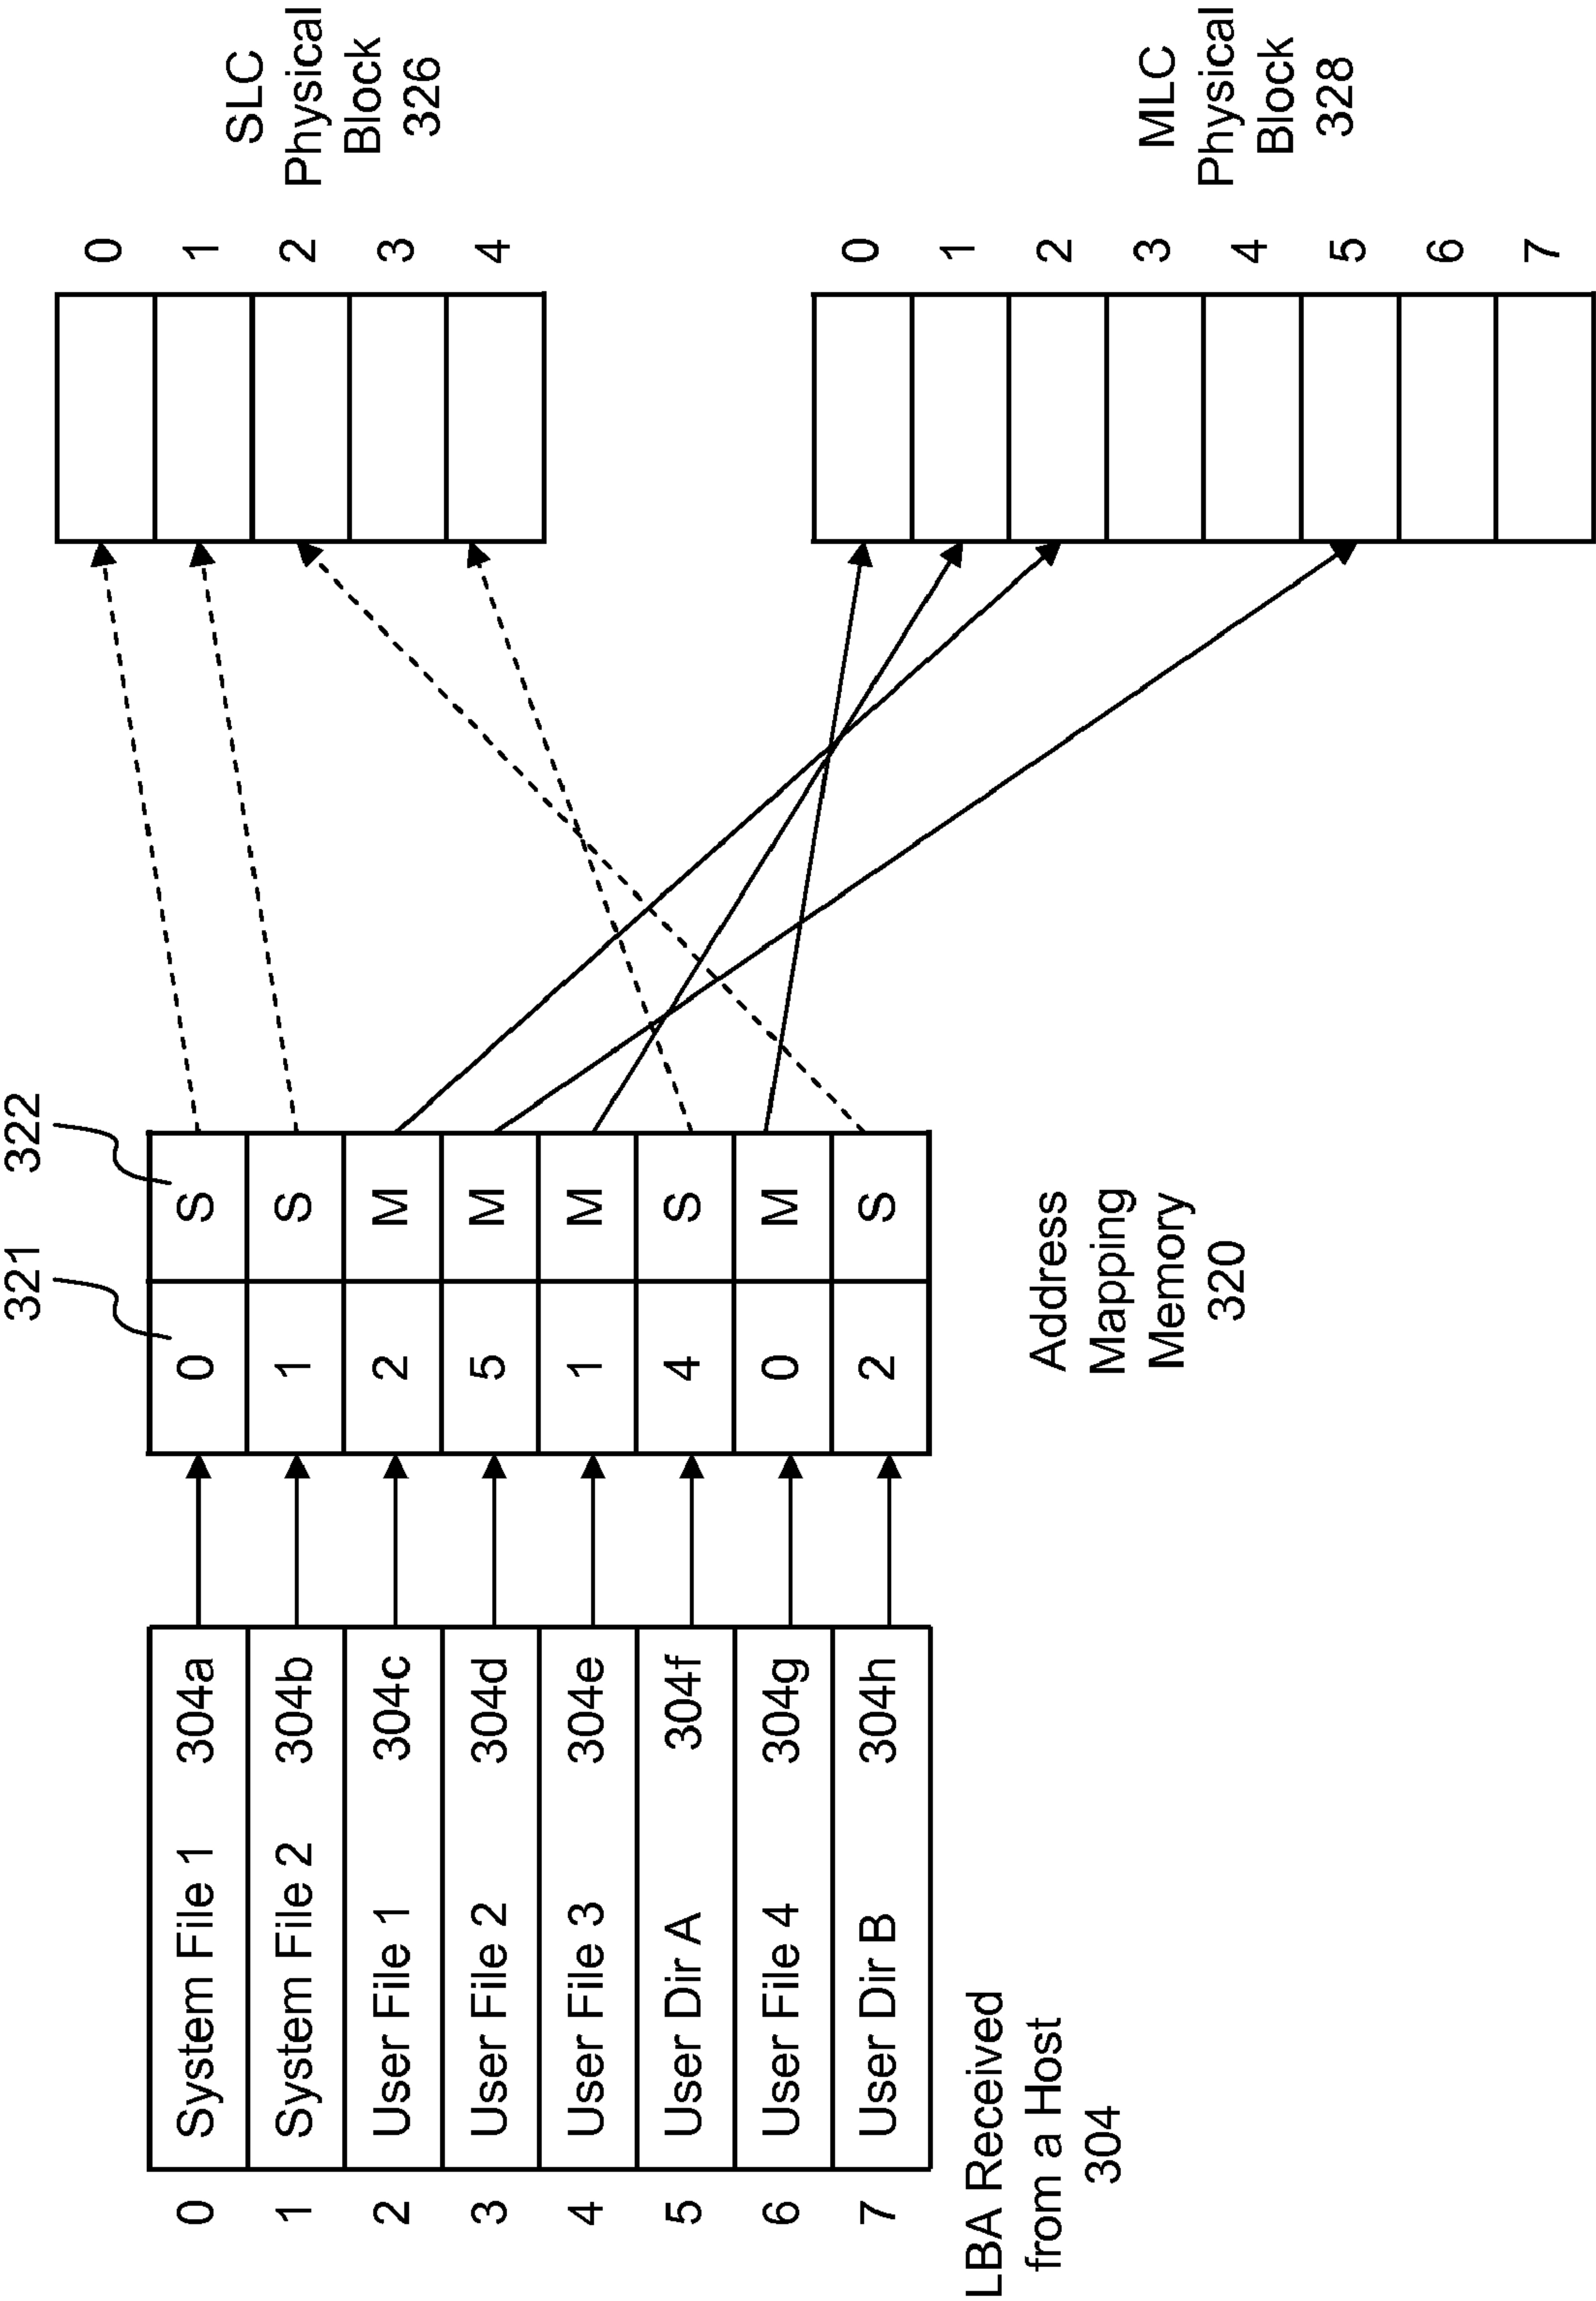 321
322
0 System File 1 304a
1 System File 2 304b
2 User File 1 304c
3 User File 2 304d
4 User File 3 304e
5 User Dir A 304f
6 User File 4 304g
7 User Dir B 304h
LBA Received
from a Host
304
0 S
1 S
2 M
5 M
1 M
4 S
0 M
2 S
Address
Mapping
Memory
320
0
1
2
3
4
SLC
Physical
Block
326
0
1
2
3
4
5
6
7
MLC
Physical
Block
328